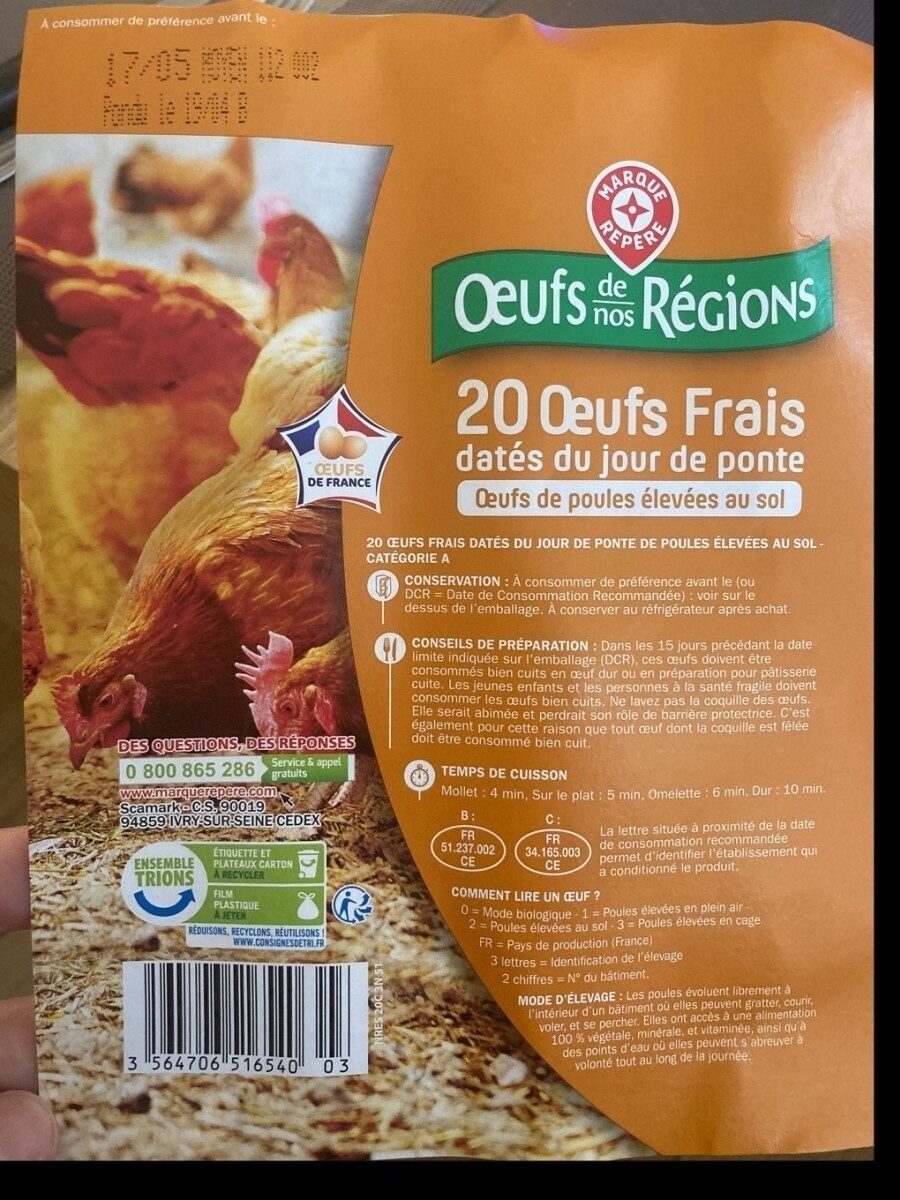 À consommer de préférence avant le :
17/05 MOYEN 112 002
Pondu le 19/04 B
MARQUE
REPÈRE
Œufs de nos Régions
20 Œufs Frais
datés du jour de ponte
Œufs de poules élevées au sol
ŒUFS
DE FRANCE
20 ŒUFS FRAIS DATÉS DU JOUR DE PONTE DE POULES ÉLEVÉES AU SOL -
CATÉGORIE A
CONSERVATION : À consommer de préférence avant le (ou
DCR = Date de Consommation Recommandée) : voir sur le
dessus de l'emballage. À conserver au réfrigérateur après achat.
CONSEILS DE PRÉPARATION : Dans les 15 jours précédant la date
limite indiquée sur l'emballage (DCR), ces œufs doivent être
consommés bien cuits en œuf dur ou en préparation pour pâtisserie
cuite. Les jeunes enfants et les personnes à la santé fragile doivent
consommer les œufs bien cuits. Ne lavez pas la coquille des œufs.
Elle serait abimée et perdrait son rôle de barrière protectrice. C'est
également pour cette raison que tout œuf dont la coquille est fêlée
doit être consommé bien cuit.
TEMPS DE CUISSON
Mollet : 4 min, Sur le plat : 5 min, Omelette : 6 min, Dur : 10 min.
B :
FR
51.237.002
CE
C :
FR
34.165.003
CE
La lettre située à proximité de la date
de consommation recommandée
permet d'identifier l'établissement qui
a conditionné le produit.
COMMENT LIRE UN ŒUF ?
0 = Mode biologique - 1 = Poules élevées en plein air -
2 = Poules élevées au sol - 3 = Poules élevées en cage
FR = Pays de production (France)
3 lettres = Identification de l'élevage
2 chiffres = N° du bâtiment.
MODE D'ÉLEVAGE : Les poules évoluent librement à
l'intérieur d'un bâtiment où elles peuvent gratter, courir,
voler, et se percher. Elles ont accès à une alimentation
100 % végétale, minérale, et vitaminée, ainsi qu'à
des points d'eau où elles peuvent s'abreuver à
volonté tout au long de la journée.
DES QUESTIONS, DES RÉPONSES
0 800 865 286 Service & appel
gratuits
www.marquerepere.com
Scamark - C.S. 90019
94859 IVRY-SUR-SEINE CEDEX
ENSEMBLE
TRIONS
ÉTIQUETTE ET
PLATEAUX CARTON
À RECYCLER
FILM
PLASTIQUE
À JETER
RÉDUISONS, RECYCLONS, RÉUTILISONS !
WWW.CONSIGNESDETRI.FR
NRES 20C 3N 51
3 564706 516540 03